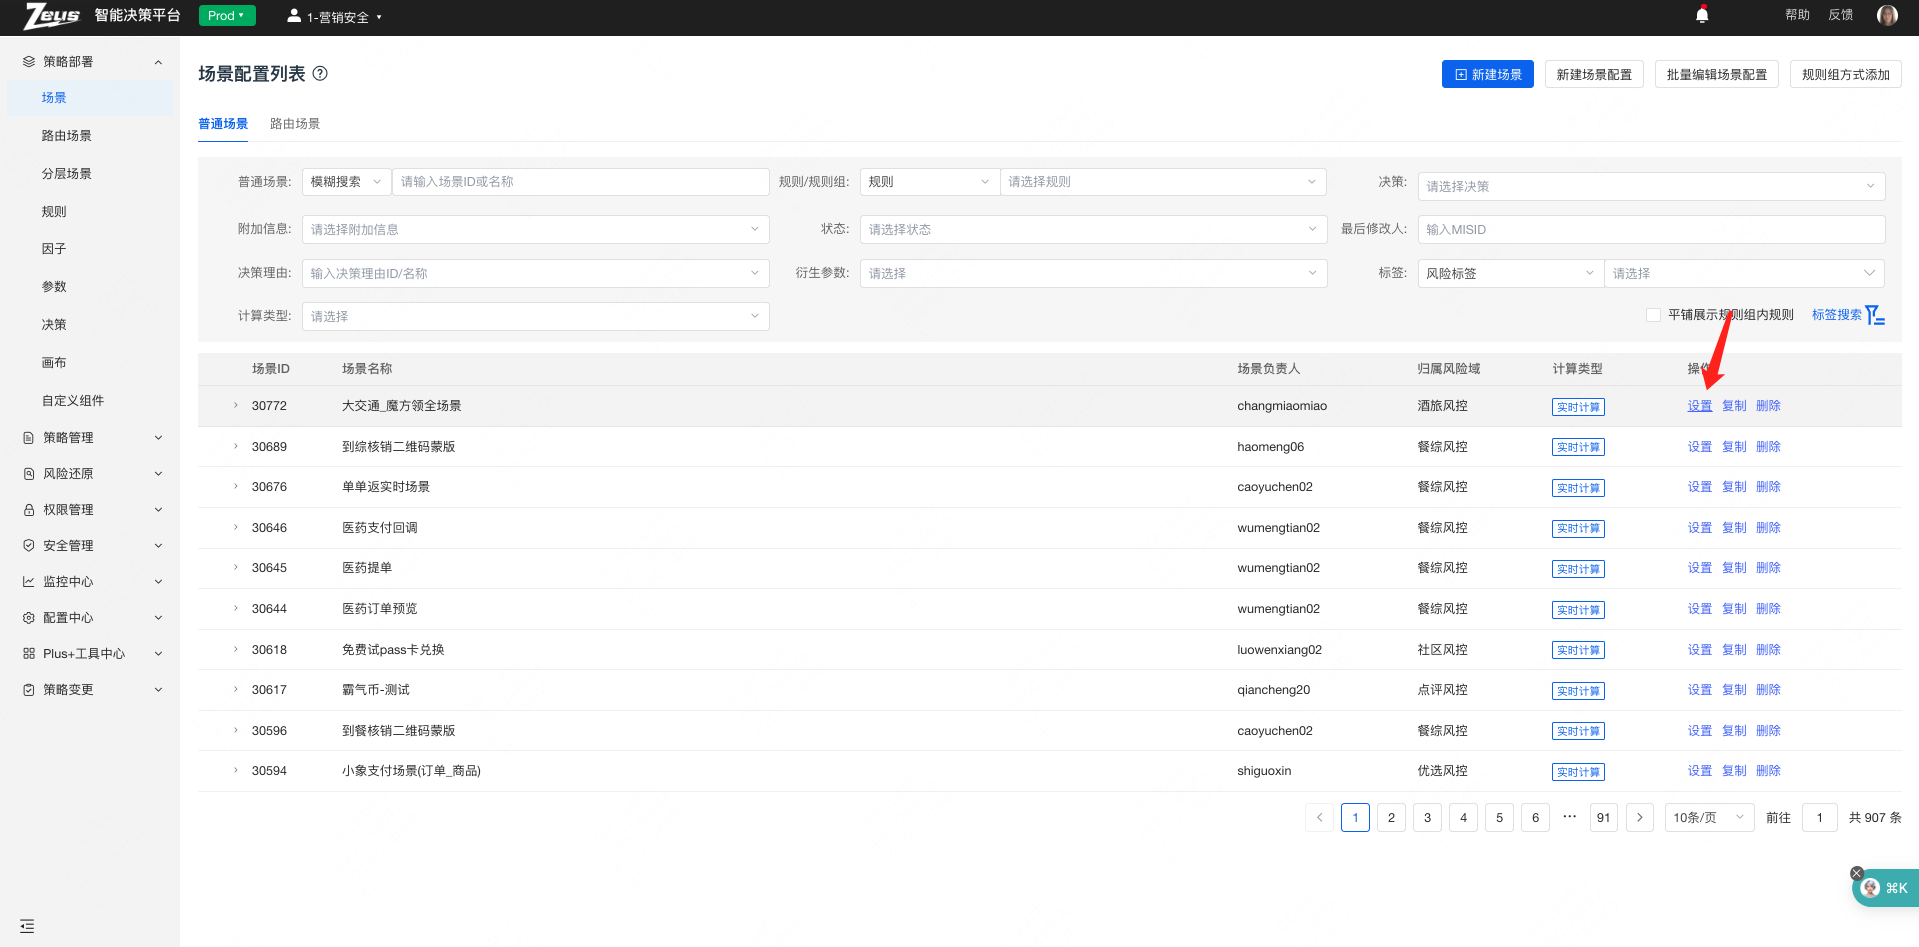 Zeus 智能决策平台 Prod 1-营销安全 帮助 反馈
策略部署
场景
路由场景
分层场景
规则
因子
参数
决策
画布
自定义组件
策略管理
风险还原
权限管理
安全管理
监控中心
配置中心
Plus+工具中心
策略变更
场景配置列表 新建场景 新建场景配置 批量编辑场景配置 规则组方式添加
普通场景 路由场景
普通场景: 模糊搜索 请输入场景ID或名称 规则/规则组: 规则 请选择规则 决策: 请选择决策
附加信息: 请选择附加信息 状态: 请选择状态 最后修改人: 输入MISID
决策理由: 输入决策理由ID/名称 衍生参数: 请选择 标签: 风险标签 请选择
计算类型: 请选择 平铺展示规则组内规则 标签搜索
场景ID 场景名称 场景负责人 归属风险域 计算类型 操作
30772 大交通_魔方领全场景 changmiaomiao 酒旅风控 实时计算 设置 复制 删除
30689 到综核销二维码蒙版 haomeng06 餐综风控 实时计算 设置 复制 删除
30676 单单返实时场景 caoyuchen02 餐综风控 实时计算 设置 复制 删除
30646 医药支付回调 wumengtian02 餐综风控 实时计算 设置 复制 删除
30645 医药提单 wumengtian02 餐综风控 实时计算 设置 复制 删除
30644 医药订单预览 wumengtian02 餐综风控 实时计算 设置 复制 删除
30618 免费试pass卡兑换 luowenxiang02 社区风控 实时计算 设置 复制 删除
30617 霸气币-测试 qiancheng20 点评风控 实时计算 设置 复制 删除
30596 到餐核销二维码蒙版 caoyuchen02 餐综风控 实时计算 设置 复制 删除
30594 小象支付场景(订单_商品) shiguoxin 优选风控 实时计算 设置 复制 删除
1 2 3 4 5 6 ••• 91 10条/页 前往 1 共 907 条
⌘K